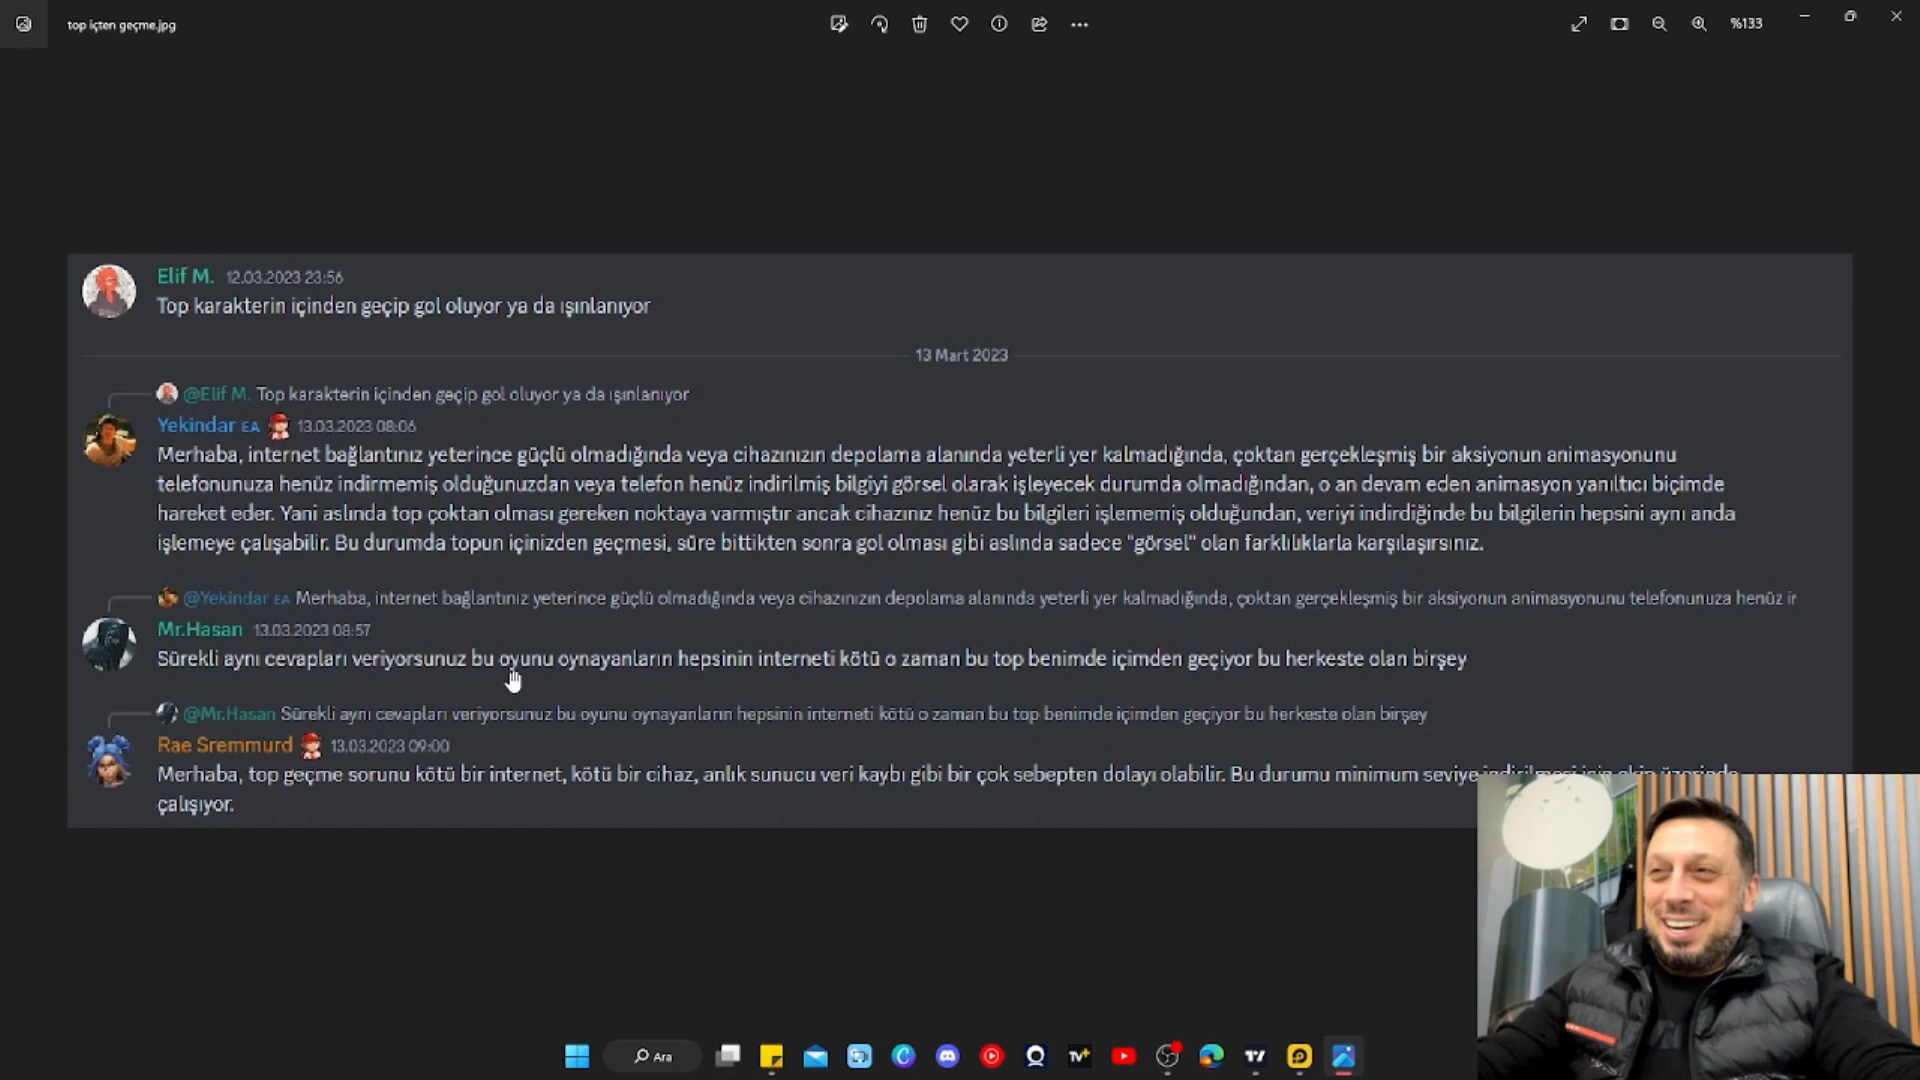 top içten geçme.jpg
%133
Elif M. 12.03.2023 23:56
Top karakterin içinden geçip gol oluyor ya da ışınlanıyor
13 Mart 2023
@Elif M. Top karakterin içinden geçip gol oluyor ya da ışınlanıyor
Yekindar EA 13.03.2023 08:06
Merhaba, internet bağlantınız yeterince güçlü olmadığında veya cihazınızın depolama alanında yeterli yer kalmadığında, çoktan gerçekleşmiş bir aksiyonun animasyonunu
telefonunuza henüz indirmemiş olduğunuzdan veya telefon henüz indirilmiş bilgiyi görsel olarak işleyecek durumda olmadığından, o an devam eden animasyon yanıltıcı biçimde
hareket eder. Yani aslında top çoktan olması gereken noktaya varmıştır ancak cihazınız henüz bu bilgileri işlememiş olduğundan, veriyi indirdiğinde bu bilgilerin hepsini aynı anda
işlemeye çalışabilir. Bu durumda topun içinizden geçmesi, süre bittikten sonra gol olması gibi aslında sadece "görsel" olan farklılıklarla karşılaşırsınız.
@Yekindar EA Merhaba, internet bağlantınız yeterince güçlü olmadığında veya cihazınızın depolama alanında yeterli yer kalmadığında, çoktan gerçekleşmiş bir aksiyonun animasyonunu telefonunuza henüz ir
Mr.Hasan 13.03.2023 08:57
Sürekli aynı cevapları veriyorsunuz bu oyunu oynayanların hepsinin interneti kötü o zaman bu top benimde içimden geçiyor bu herkeste olan birşey
@Mr.Hasan Sürekli aynı cevapları veriyorsunuz bu oyunu oynayanların hepsinin interneti kötü o zaman bu top benimde içimden geçiyor bu herkeste olan birşey
Rae Sremmurd 13.03.2023 09:00
Merhaba, top geçme sorunu kötü bir internet, kötü bir cihaz, anlık sunucu veri kaybı gibi bir çok sebepten dolayı olabilir. Bu durumu minimum seviye
çalışıyor.
Ara
TV+